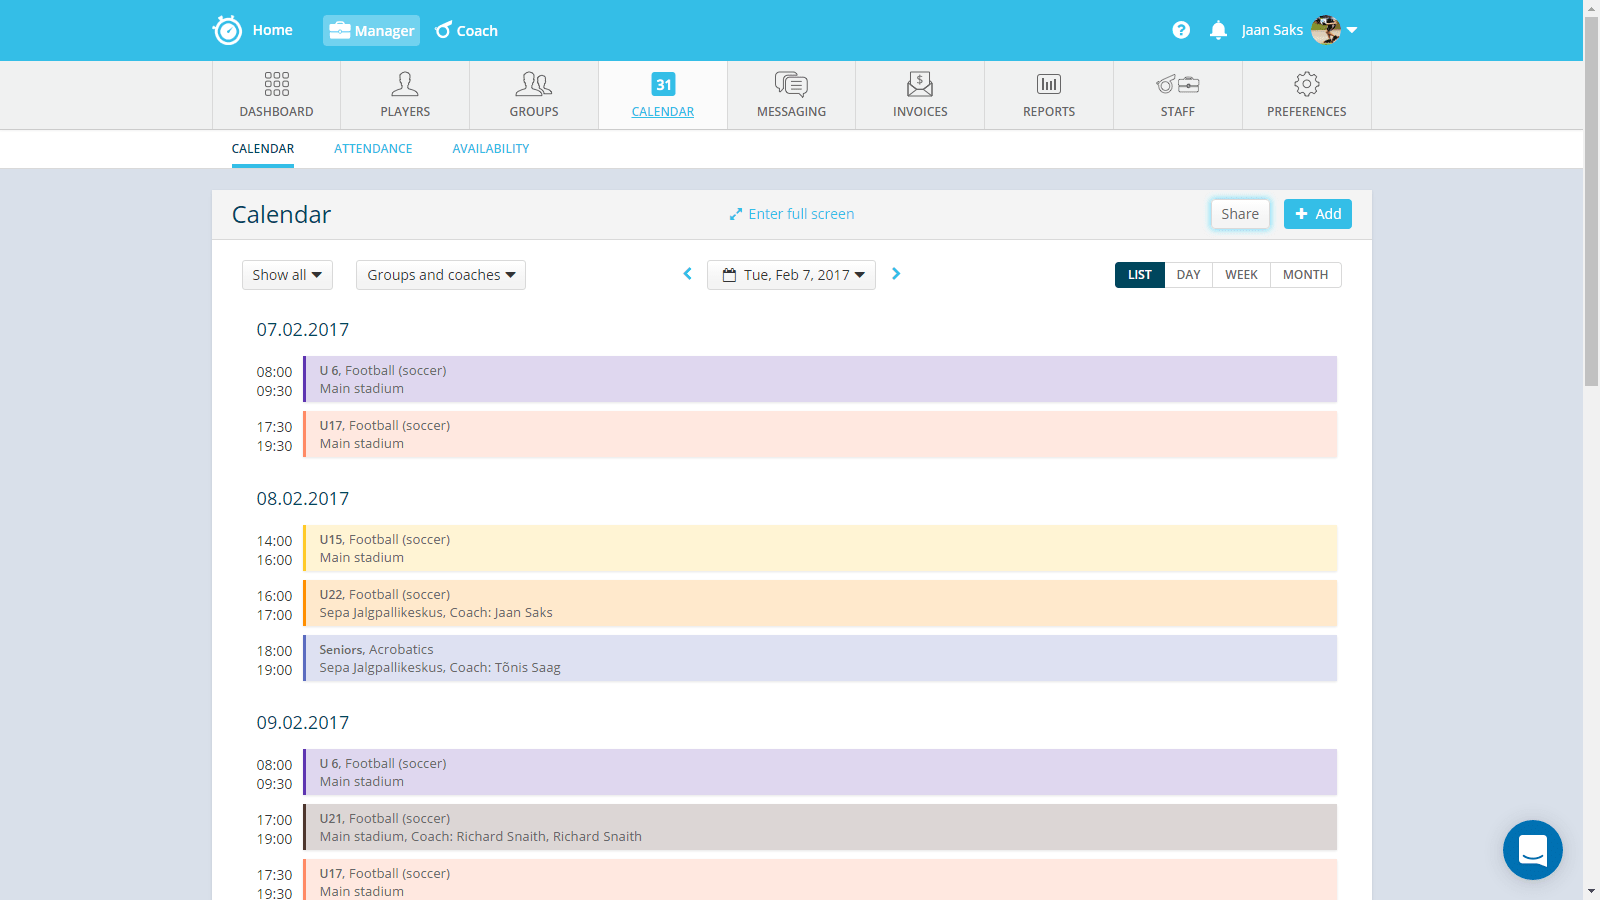 Home
Manager
Coach
?
Jaan Saks
DASHBOARD
PLAYERS
GROUPS
31
CALENDAR
MESSAGING
$
INVOICES
REPORTS
STAFF
PREFERENCES
CALENDAR
ATTENDANCE
AVAILABILITY
Calendar
Enter full screen
Share
+ Add
Show all
Groups and coaches
Tue, Feb 7, 2017
LIST
DAY
WEEK
MONTH
07.02.2017
08:00
09:30
U 6, Football (soccer)
Main stadium
17:30
19:30
U17, Football (soccer)
Main stadium
08.02.2017
14:00
16:00
U15, Football (soccer)
Main stadium
16:00
17:00
U22, Football (soccer)
Sepa Jalgpallikeskus, Coach: Jaan Saks
18:00
19:00
Seniors, Acrobatics
Sepa Jalgpallikeskus, Coach: Tõnis Saag
09.02.2017
08:00
09:30
U 6, Football (soccer)
Main stadium
17:00
19:00
U21, Football (soccer)
Main stadium, Coach: Richard Snaith, Richard Snaith
17:30
19:30
U17, Football (soccer)
Main stadium